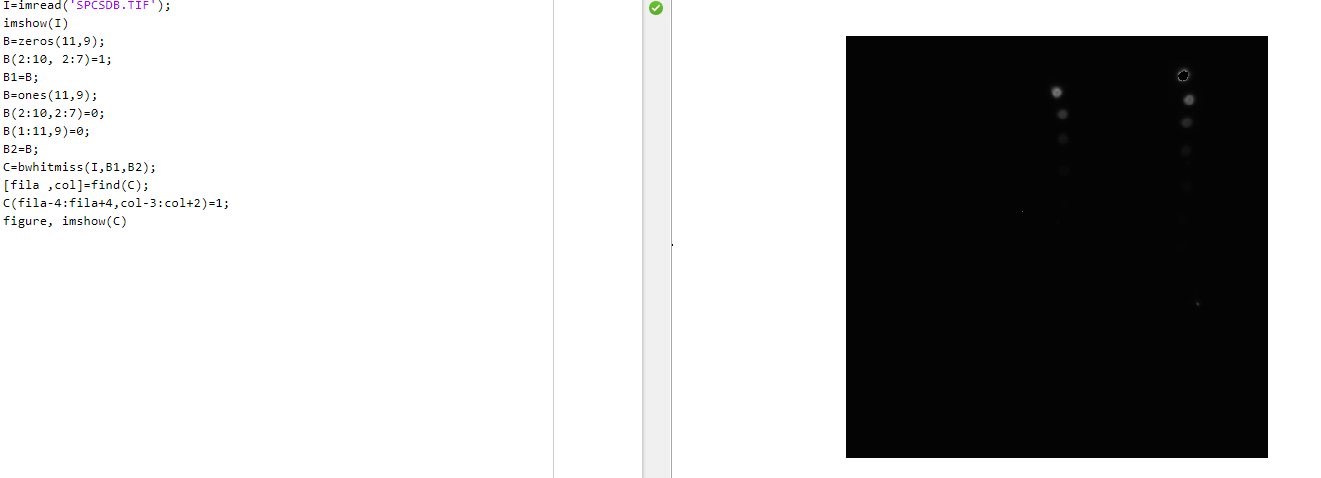 I=imread('SPCSDB.TIF');
imshow(I)
B=zeros(11,9);
B(2:10, 2:7)=1;
B1=B;
B=ones(11,9);
B(2:10,2:7)=0;
B(1:11,9)=0;
B2=B;
C=bwhitmiss(I,B1,B2);
[fila ,col]=find(C);
C(fila-4:fila+4,col-3:col+2)=1;
figure, imshow(C)